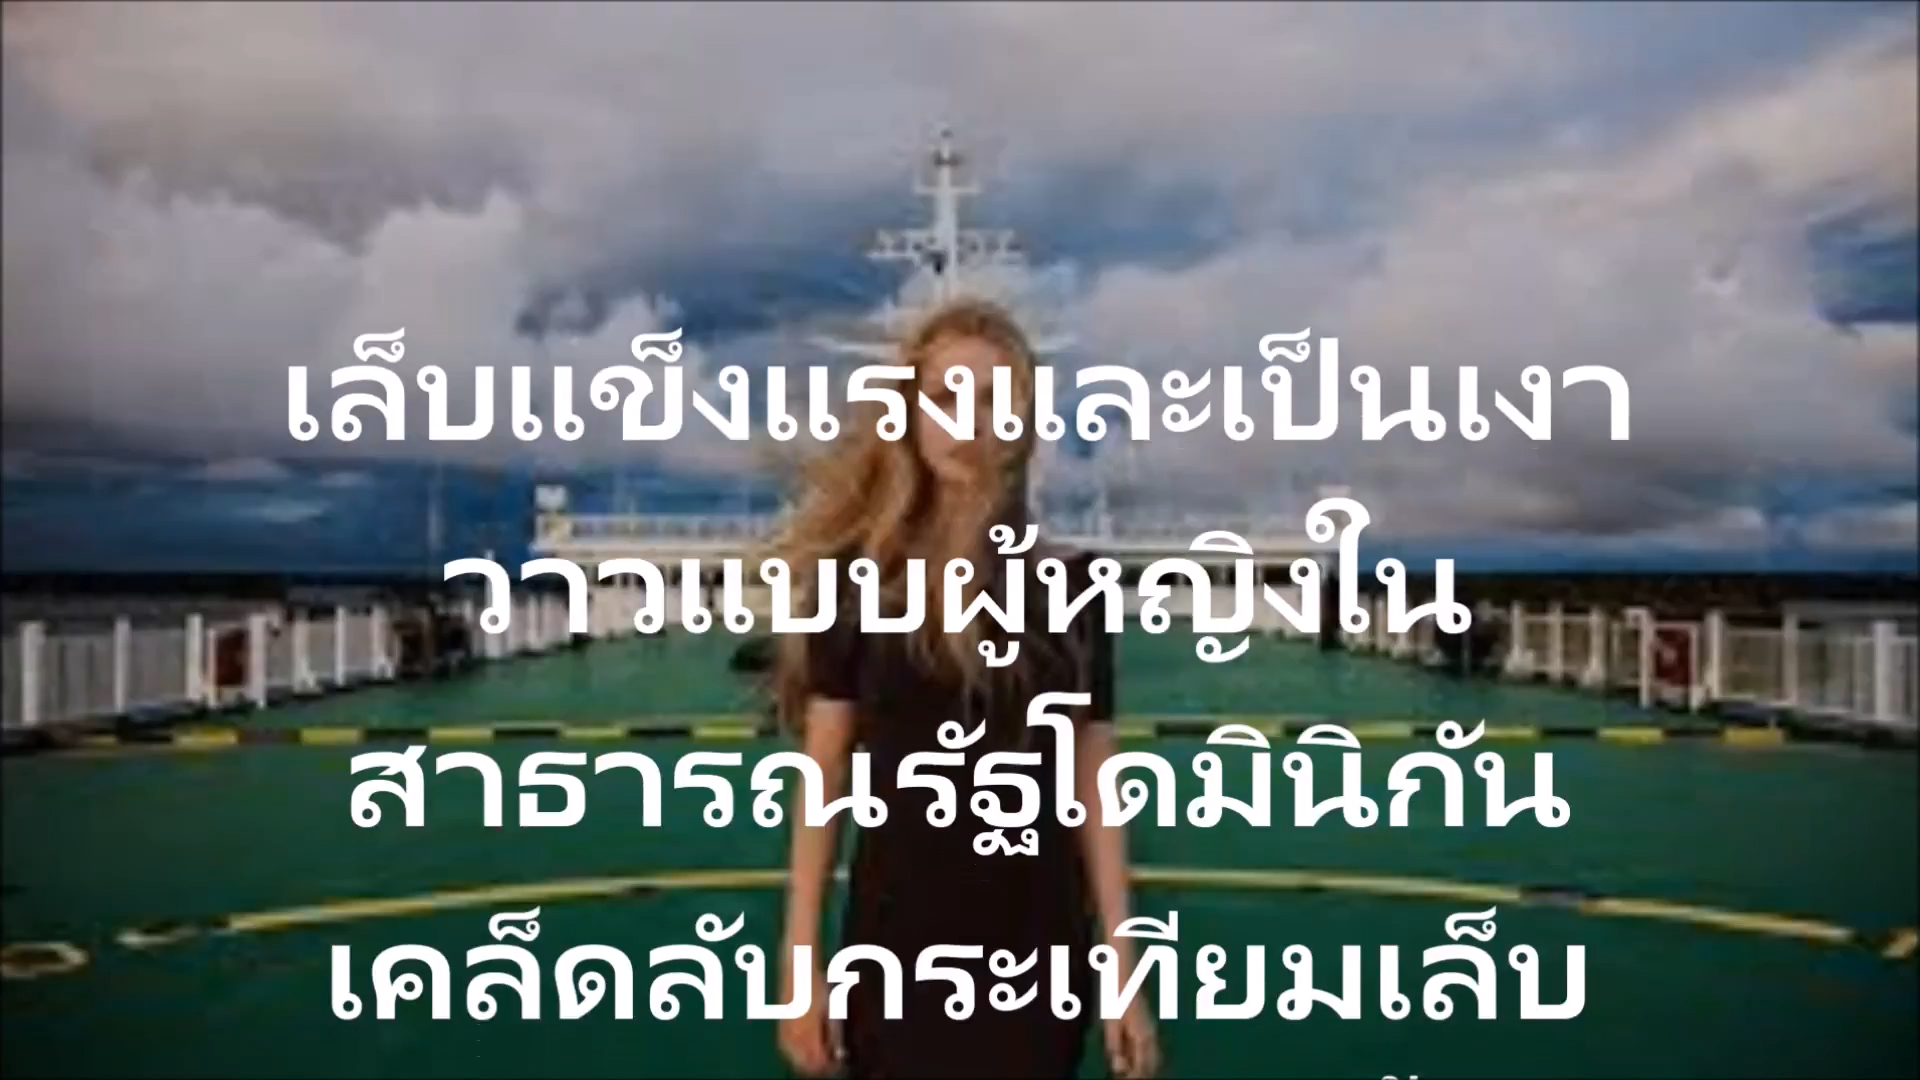 เล็บแข็งแรงและเป็นเงา
วาวแบบผู้หญิงใน
สาธารณรัฐโดมินิกัน
เคล็ดลับกระเทียมเล็บ